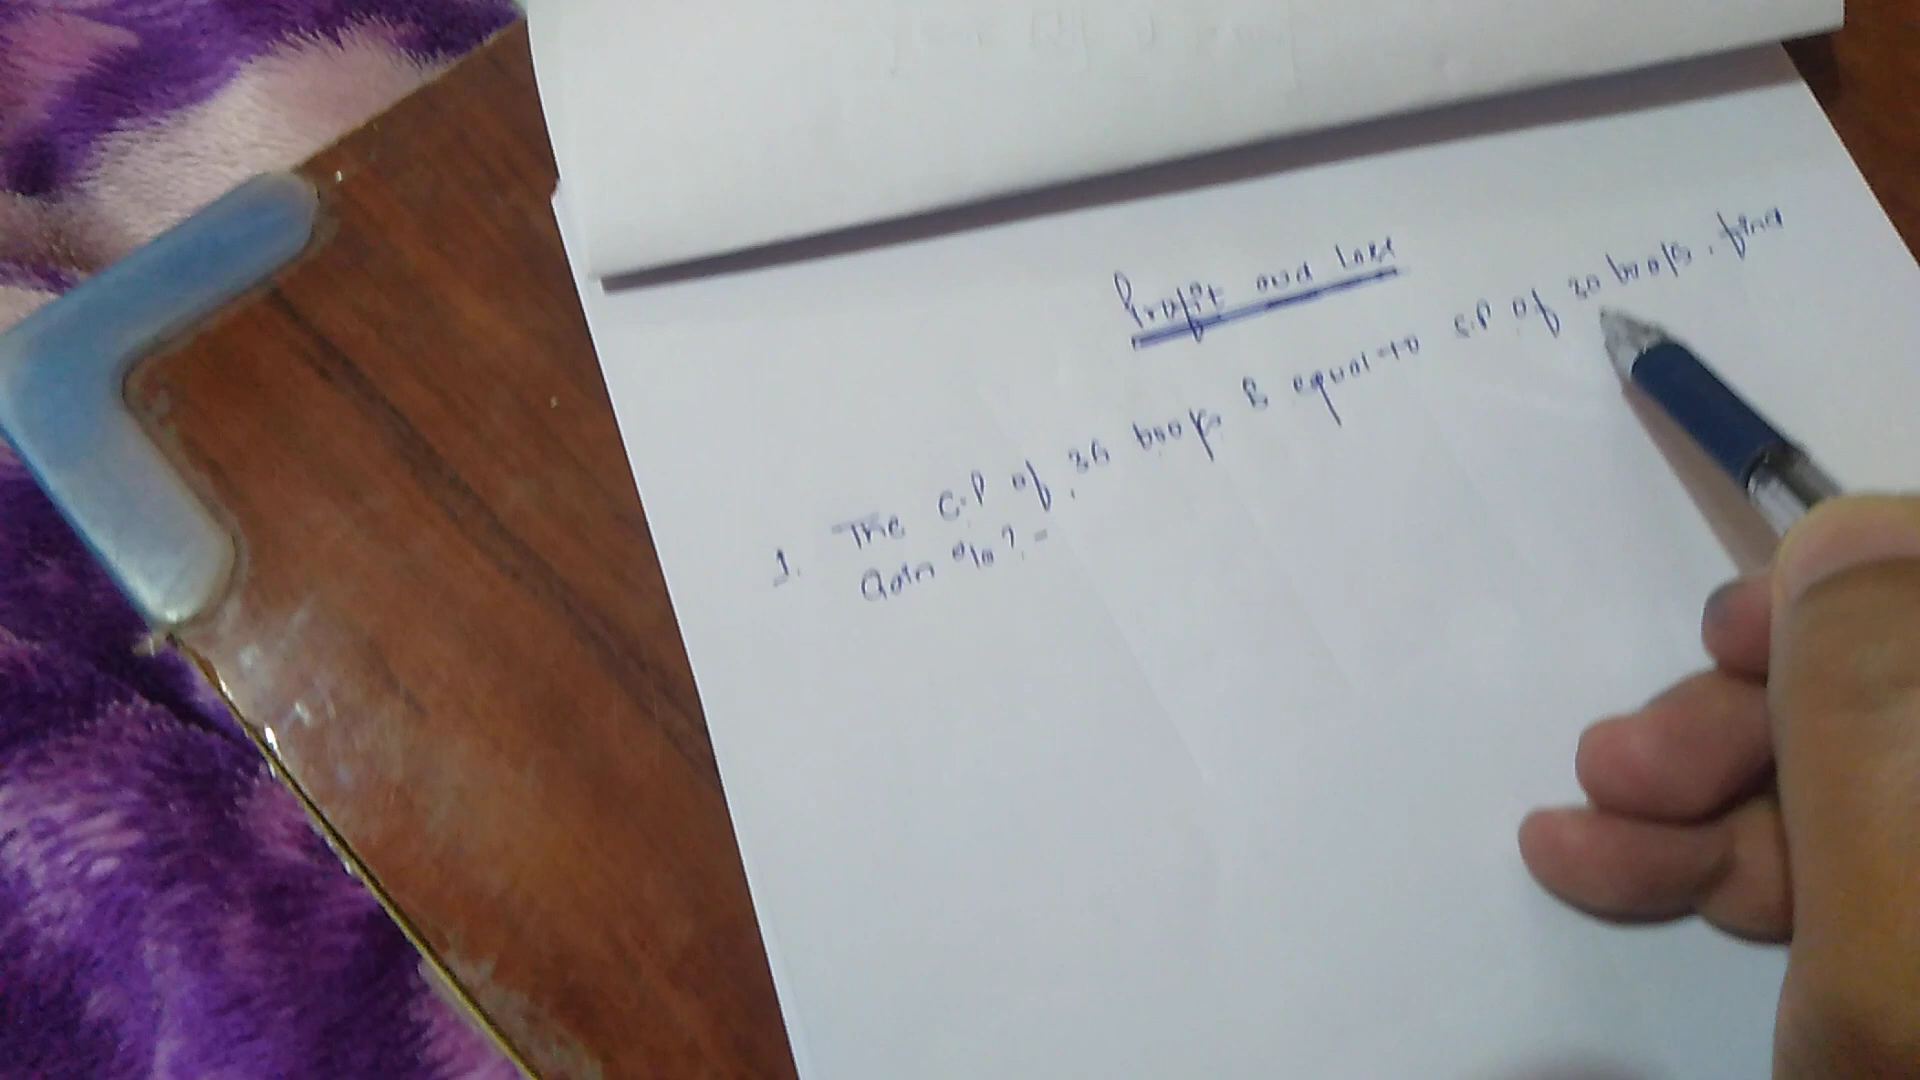 Profit and Loss
1. The C.P of 36 books is equal to S.P of 30 books. find
Gain %? -